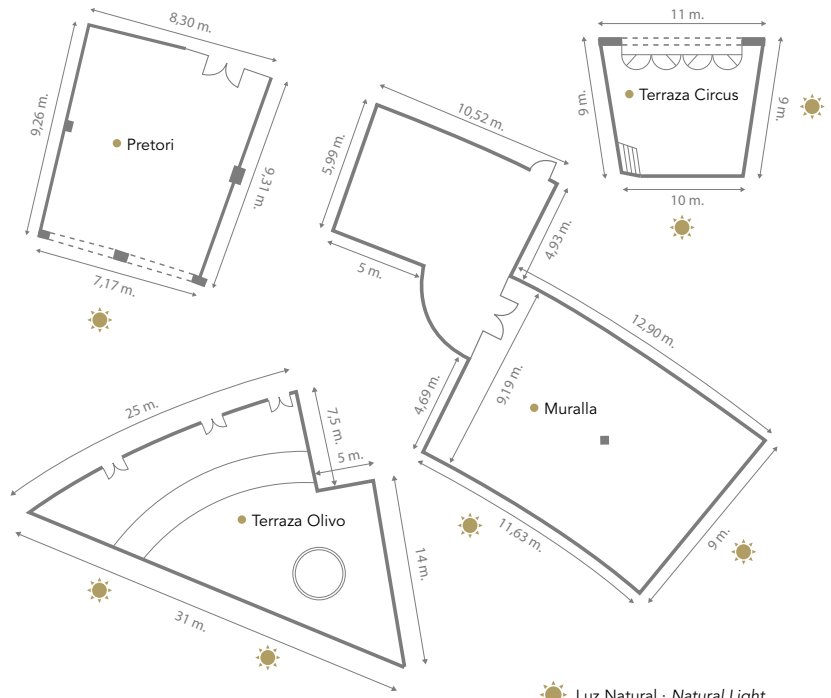 8,30 m.
9,26 m.
Pretori
9,31 m.
7,17 m.
10,52 m.
5,99 m.
4,93 m.
5 m.
11 m.
9 m.
Terraza Circus
9 m.
10 m.
12,90 m.
9,19 m.
4,69 m.
Muralla
11,63 m.
9 m.
25 m.
7,5 m.
5 m.
Terraza Olivo
14 m.
31 m.
Luz Natural · Natural Light